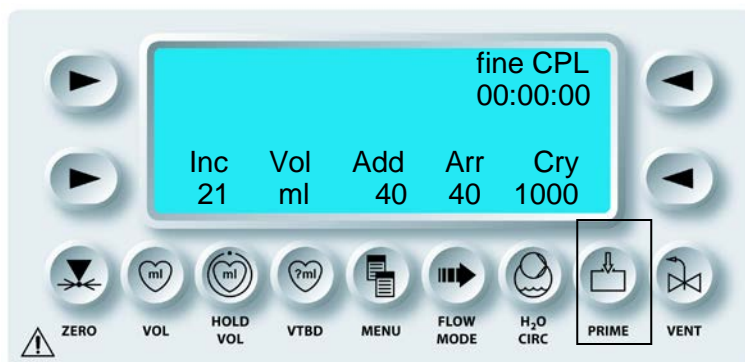 fine CPL
00:00:00
Inc Vol Add Arr Cry
21 ml 40 40 1000
ml ml ?ml
ZERO VOL HOLD VOL VTBD MENU FLOW MODE H₂O CIRC PRIME VENT